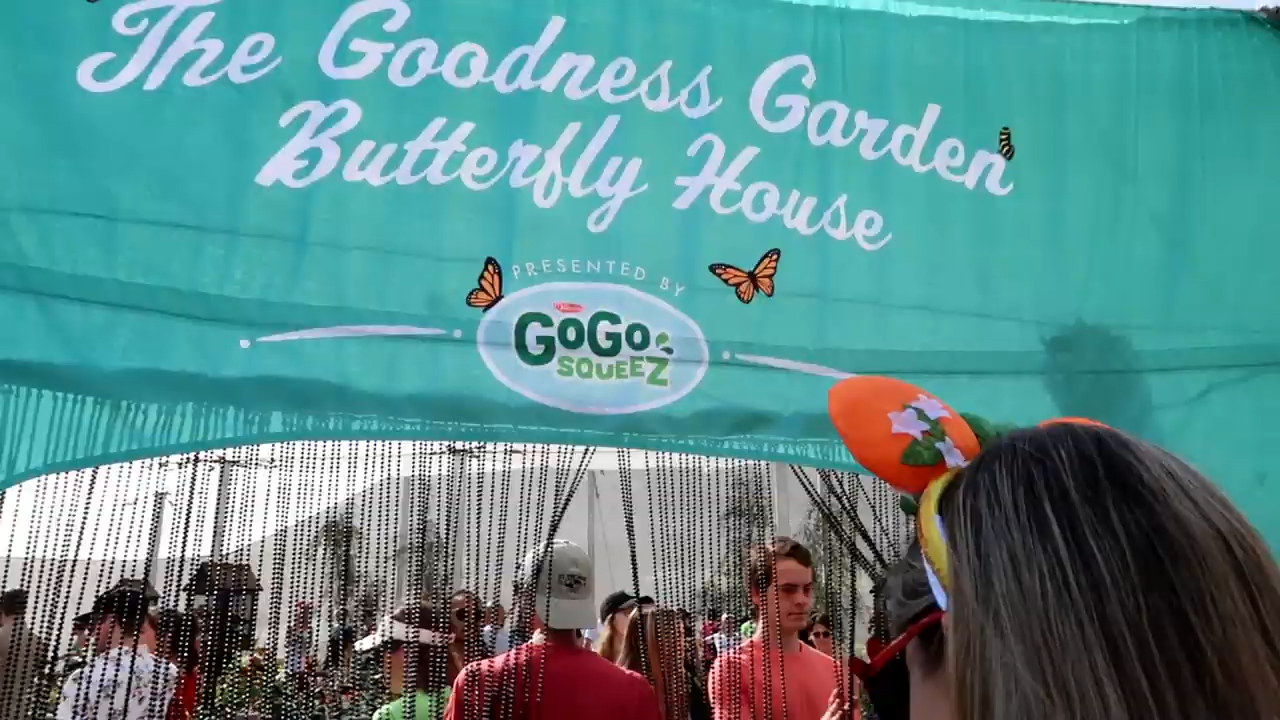 The Goodness Garden
Butterfly House
PRESENTED BY
GoGo
SQUEEZ